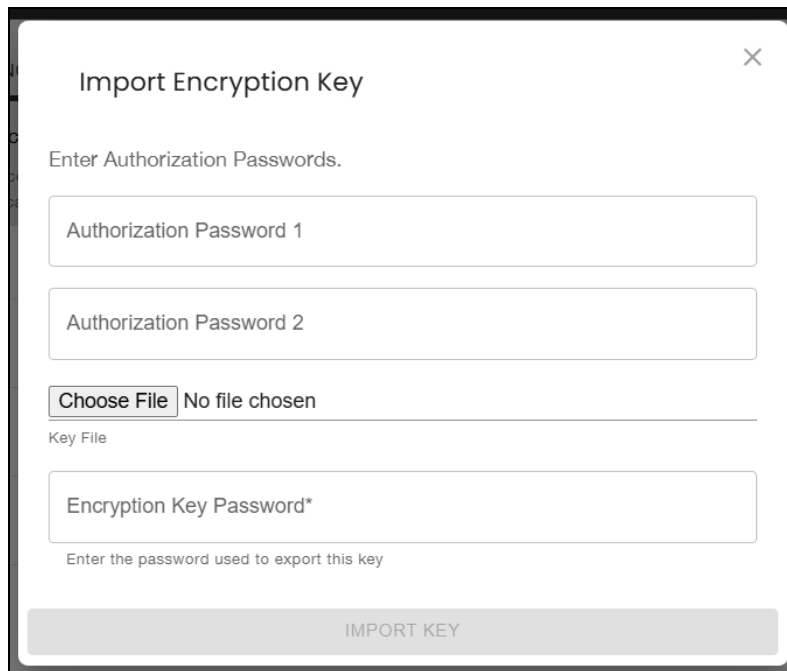 Import Encryption Key
Enter Authorization Passwords.
Authorization Password 1
Authorization Password 2
Choose File No file chosen
Key File
Encryption Key Password*
Enter the password used to export this key
IMPORT KEY